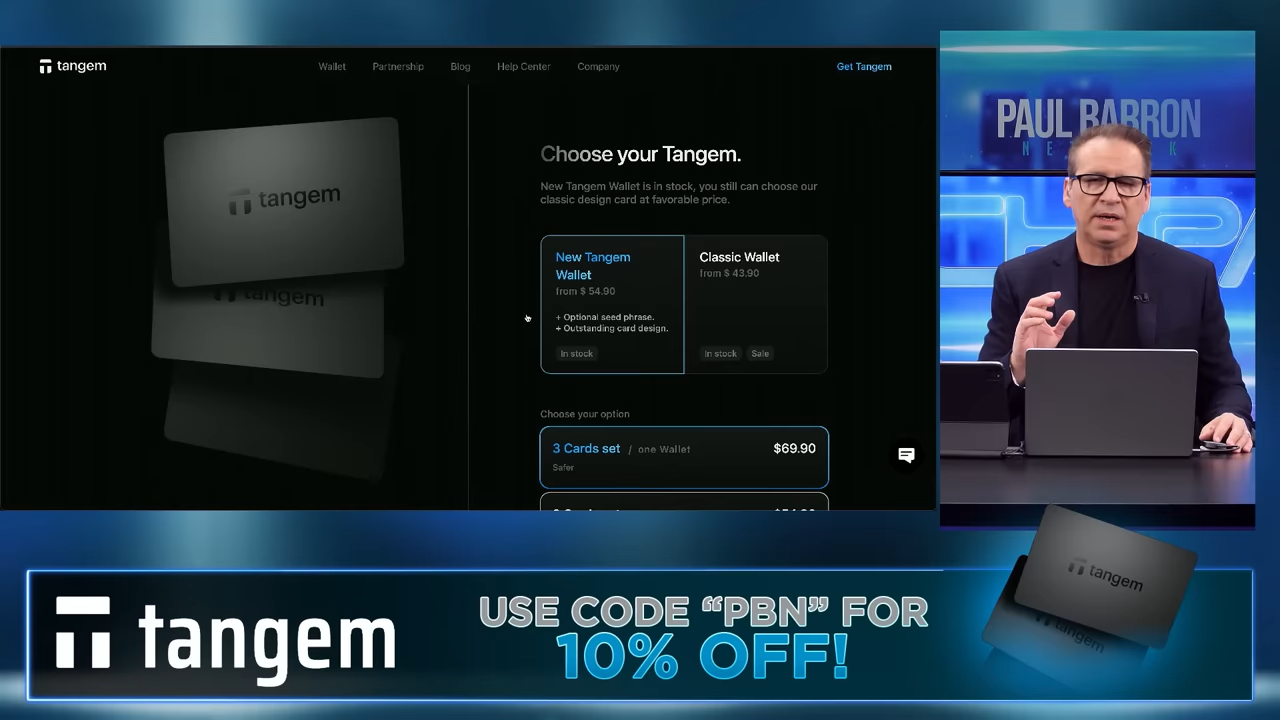 tangem
Wallet
Partnership
Blog
Help Center
Company
Get Tangem
tangem
tangem
Choose your Tangem.
New Tangem Wallet is in stock, you still can choose our
classic design card at favorable price.
New Tangem
Wallet
from $ 54.90
+ Optional seed phrase.
+ Outstanding card design.
In stock
Classic Wallet
from $ 43.90
In stock
Sale
Choose your option
3 Cards set / one Wallet
$69.90
Safer
PAUL BARRON
tangem
USE CODE “PBN” FOR
10% OFF!
tangem
tangem